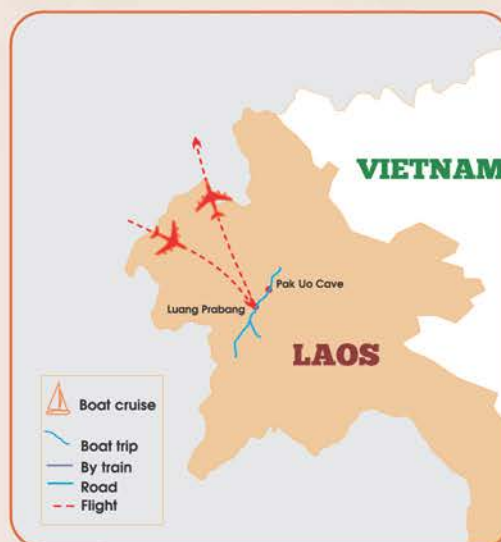 VIETNAM
Pak Uo Cave
Luang Prabang
LAOS
Boat cruise
Boat trip
By train
Road
Flight